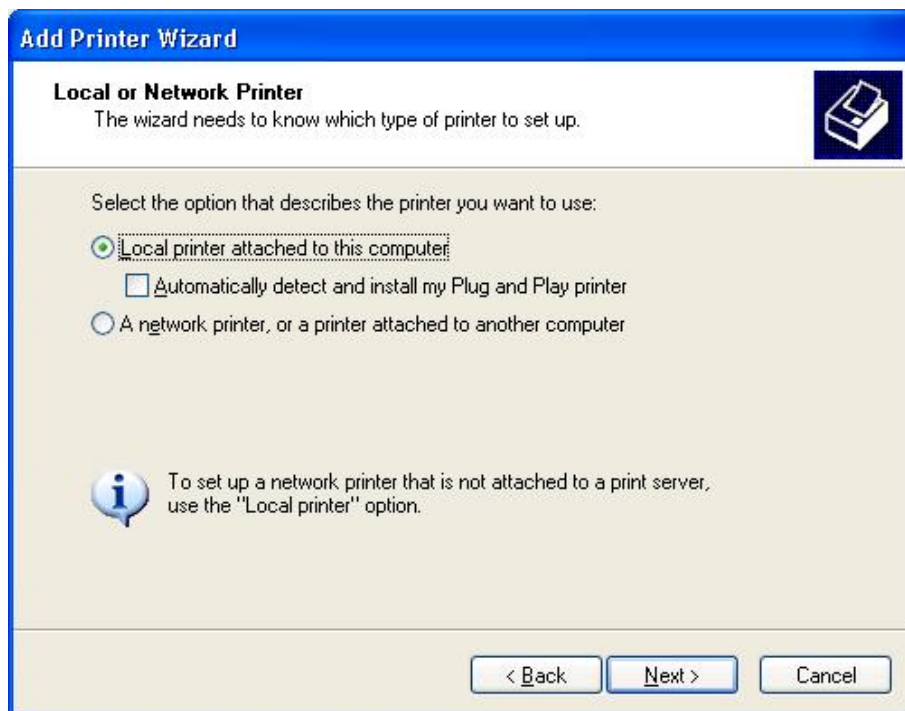 Add Printer Wizard
Local or Network Printer
The wizard needs to know which type of printer to set up.
Select the option that describes the printer you want to use:
Local printer attached to this computer
Automatically detect and install my Plug and Play printer
A network printer, or a printer attached to another computer
To set up a network printer that is not attached to a print server,
use the "Local printer" option.
< Back
Next >
Cancel